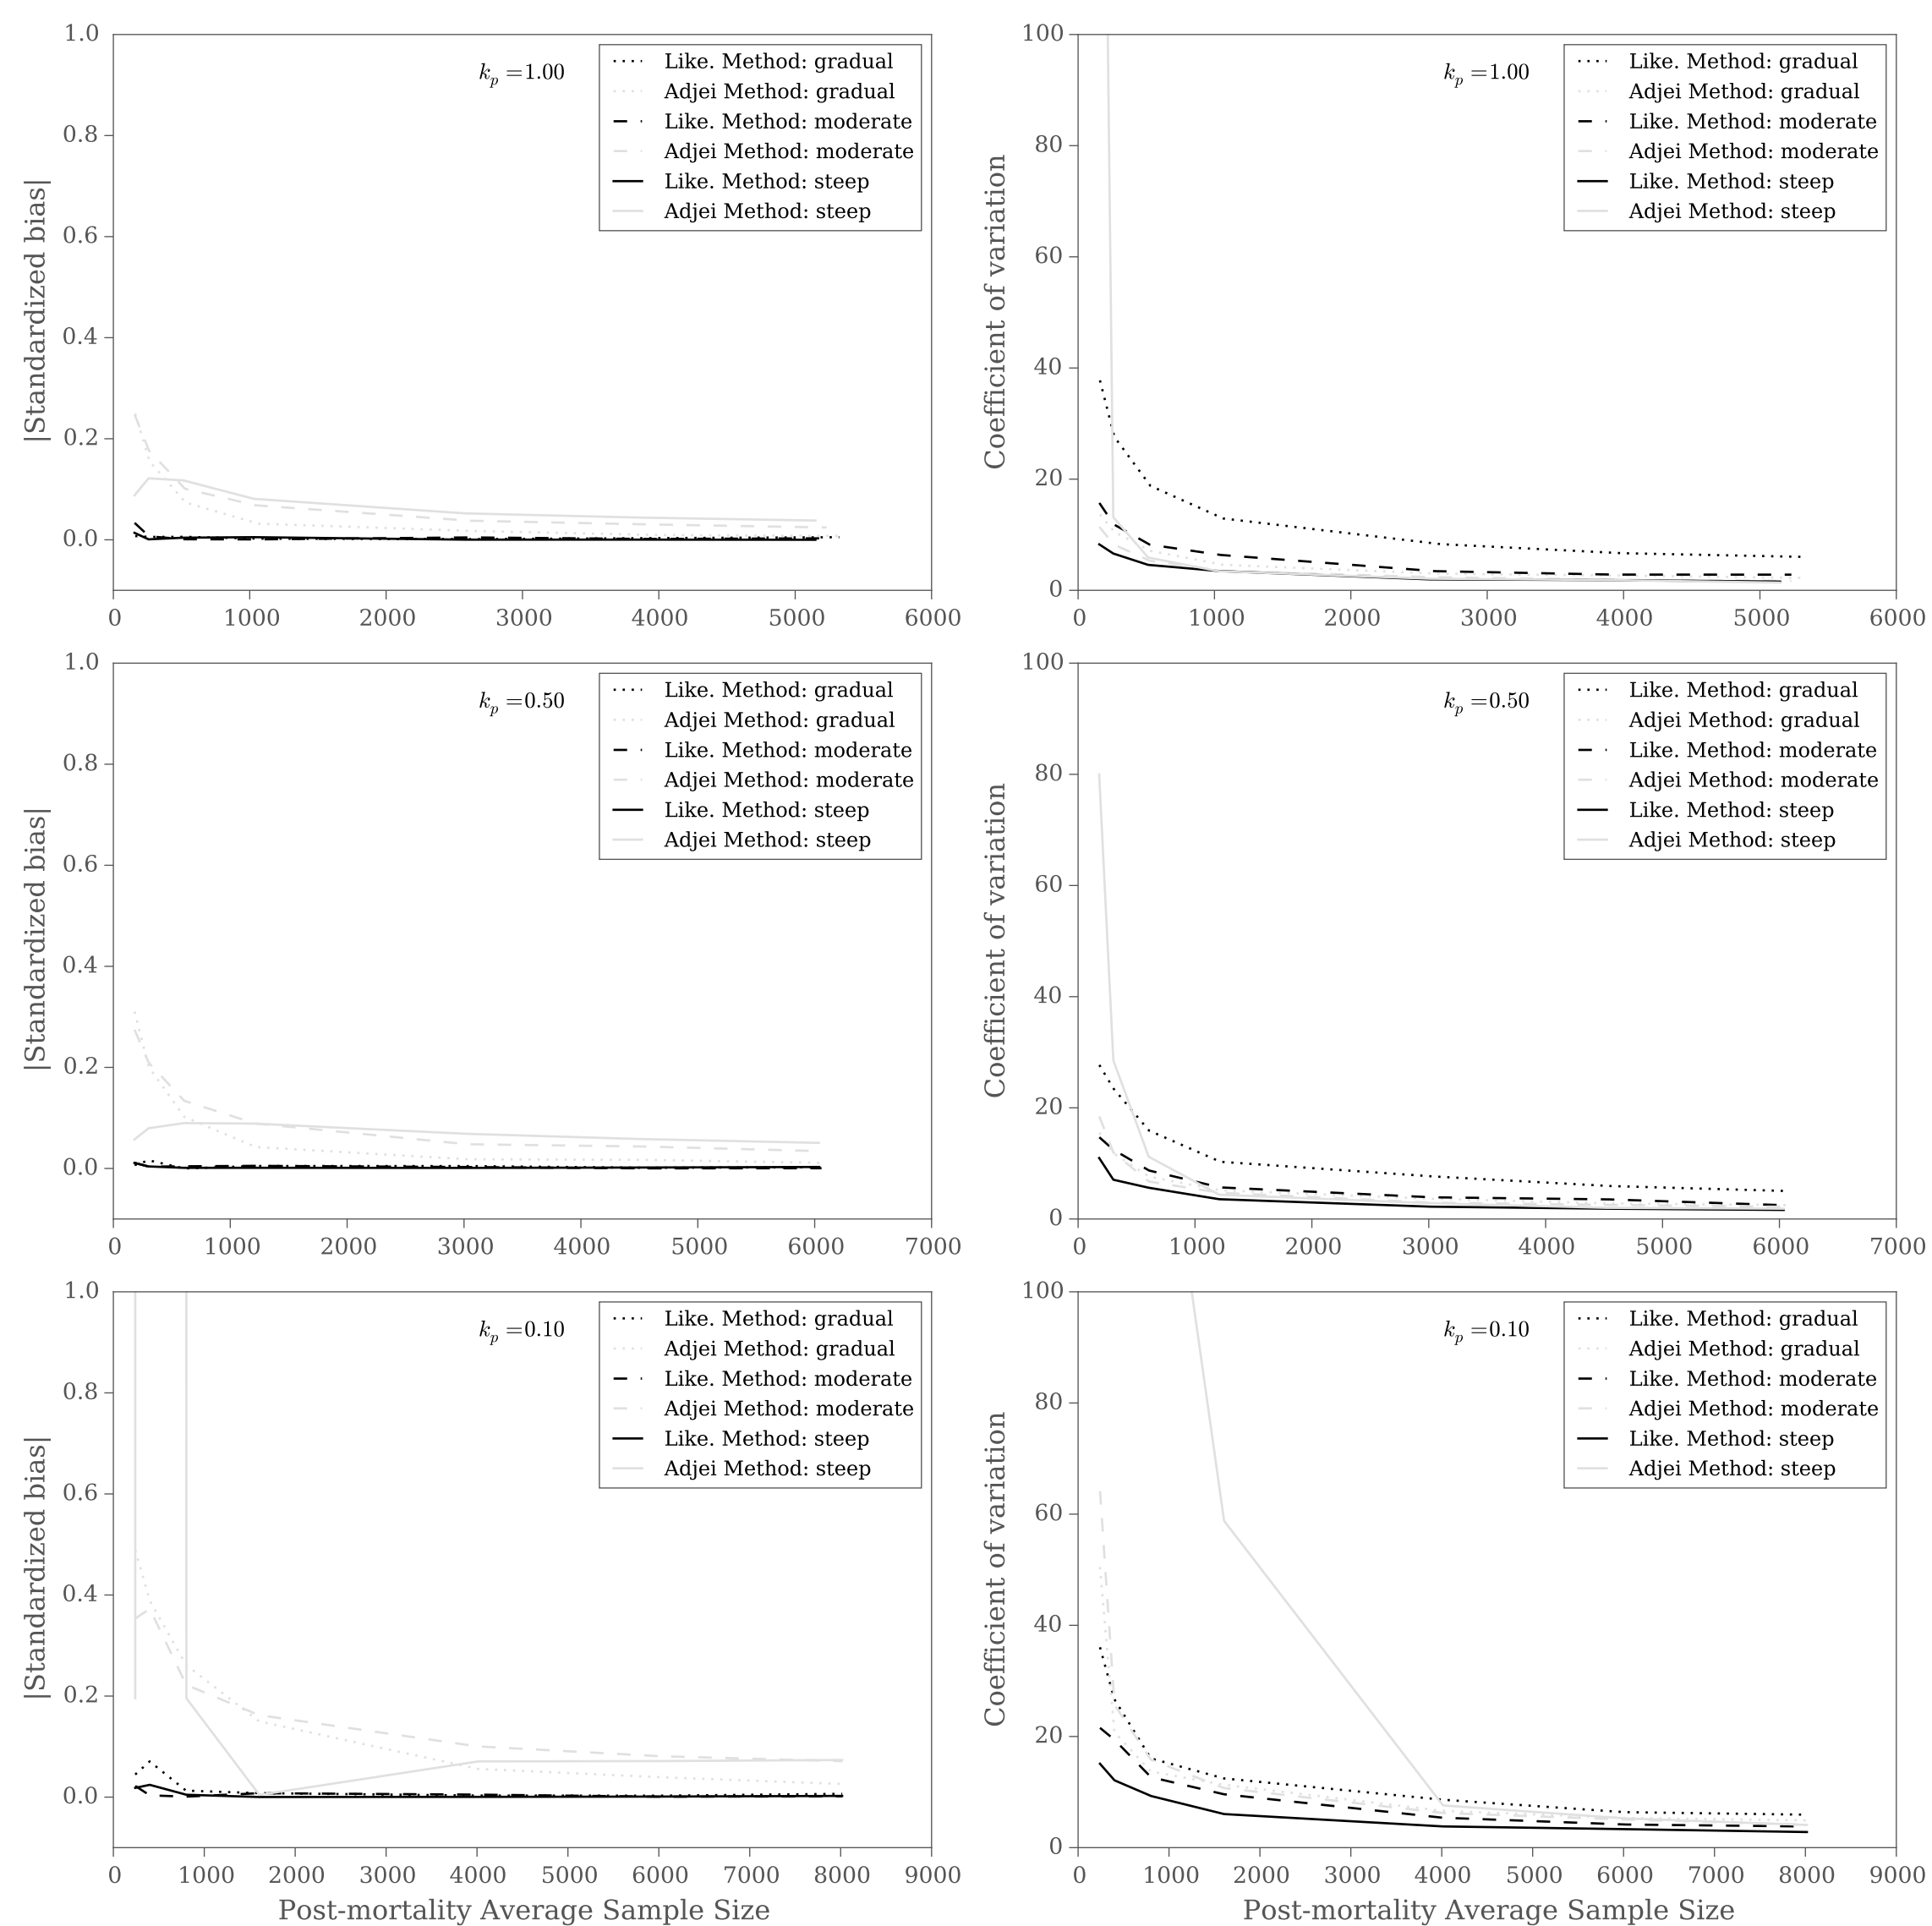 1.0
0.8
0.6
0.4
0.2
0.0
|Standardized bias|
k_p = 1.00
Like. Method: gradual
Adjei Method: gradual
Like. Method: moderate
Adjei Method: moderate
Like. Method: steep
Adjei Method: steep
0 1000 2000 3000 4000 5000 6000
100
80
60
40
20
0
Coefficient of variation
k_p = 1.00
Like. Method: gradual
Adjei Method: gradual
Like. Method: moderate
Adjei Method: moderate
Like. Method: steep
Adjei Method: steep
0 1000 2000 3000 4000 5000 6000
1.0
0.8
0.6
0.4
0.2
0.0
|Standardized bias|
k_p = 0.50
Like. Method: gradual
Adjei Method: gradual
Like. Method: moderate
Adjei Method: moderate
Like. Method: steep
Adjei Method: steep
0 1000 2000 3000 4000 5000 6000 7000
100
80
60
40
20
0
Coefficient of variation
k_p = 0.50
Like. Method: gradual
Adjei Method: gradual
Like. Method: moderate
Adjei Method: moderate
Like. Method: steep
Adjei Method: steep
0 1000 2000 3000 4000 5000 6000 7000
1.0
0.8
0.6
0.4
0.2
0.0
|Standardized bias|
k_p = 0.10
Like. Method: gradual
Adjei Method: gradual
Like. Method: moderate
Adjei Method: moderate
Like. Method: steep
Adjei Method: steep
0 1000 2000 3000 4000 5000 6000 7000 8000 9000
Post-mortality Average Sample Size
100
80
60
40
20
0
Coefficient of variation
k_p = 0.10
Like. Method: gradual
Adjei Method: gradual
Like. Method: moderate
Adjei Method: moderate
Like. Method: steep
Adjei Method: steep
0 1000 2000 3000 4000 5000 6000 7000 8000 9000
Post-mortality Average Sample Size